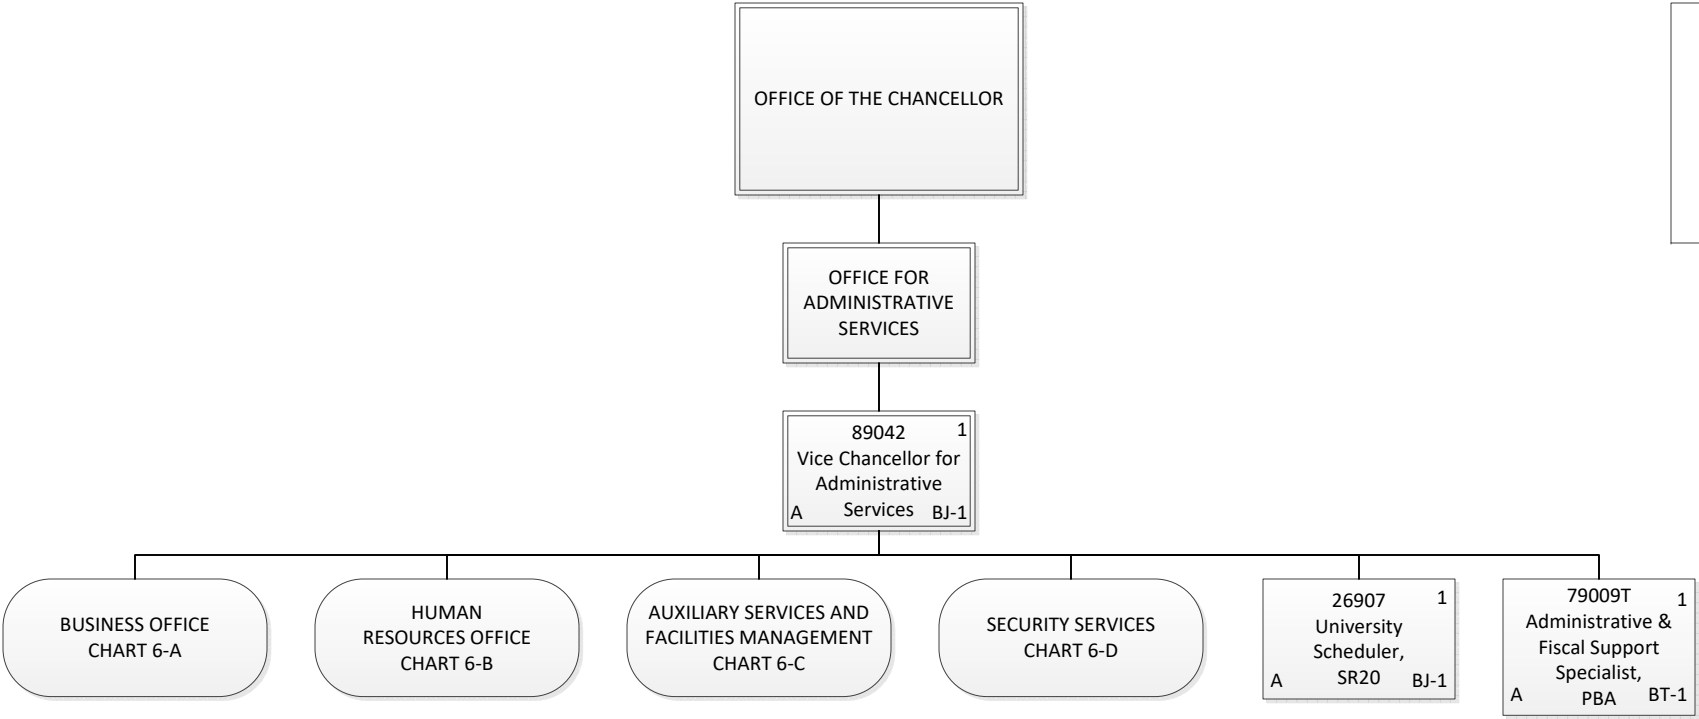 OFFICE OF THE CHANCELLOR
OFFICE FOR
ADMINISTRATIVE
SERVICES
89042 1
Vice Chancellor for
Administrative
A Services BJ-1
BUSINESS OFFICE
CHART 6-A
HUMAN
RESOURCES OFFICE
CHART 6-B
AUXILIARY SERVICES AND
FACILITIES MANAGEMENT
CHART 6-C
SECURITY SERVICES
CHART 6-D
26907 1
University
Scheduler,
A SR20 BJ-1
79009T 1
Administrative &
Fiscal Support
Specialist,
A PBA BT-1